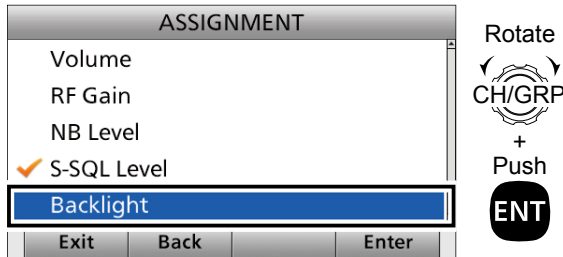 ASSIGNMENT
Volume
RF Gain
NB Level
S-SQL Level
Backlight
Exit Back Enter
Rotate
CH/GRP
+
Push
ENT